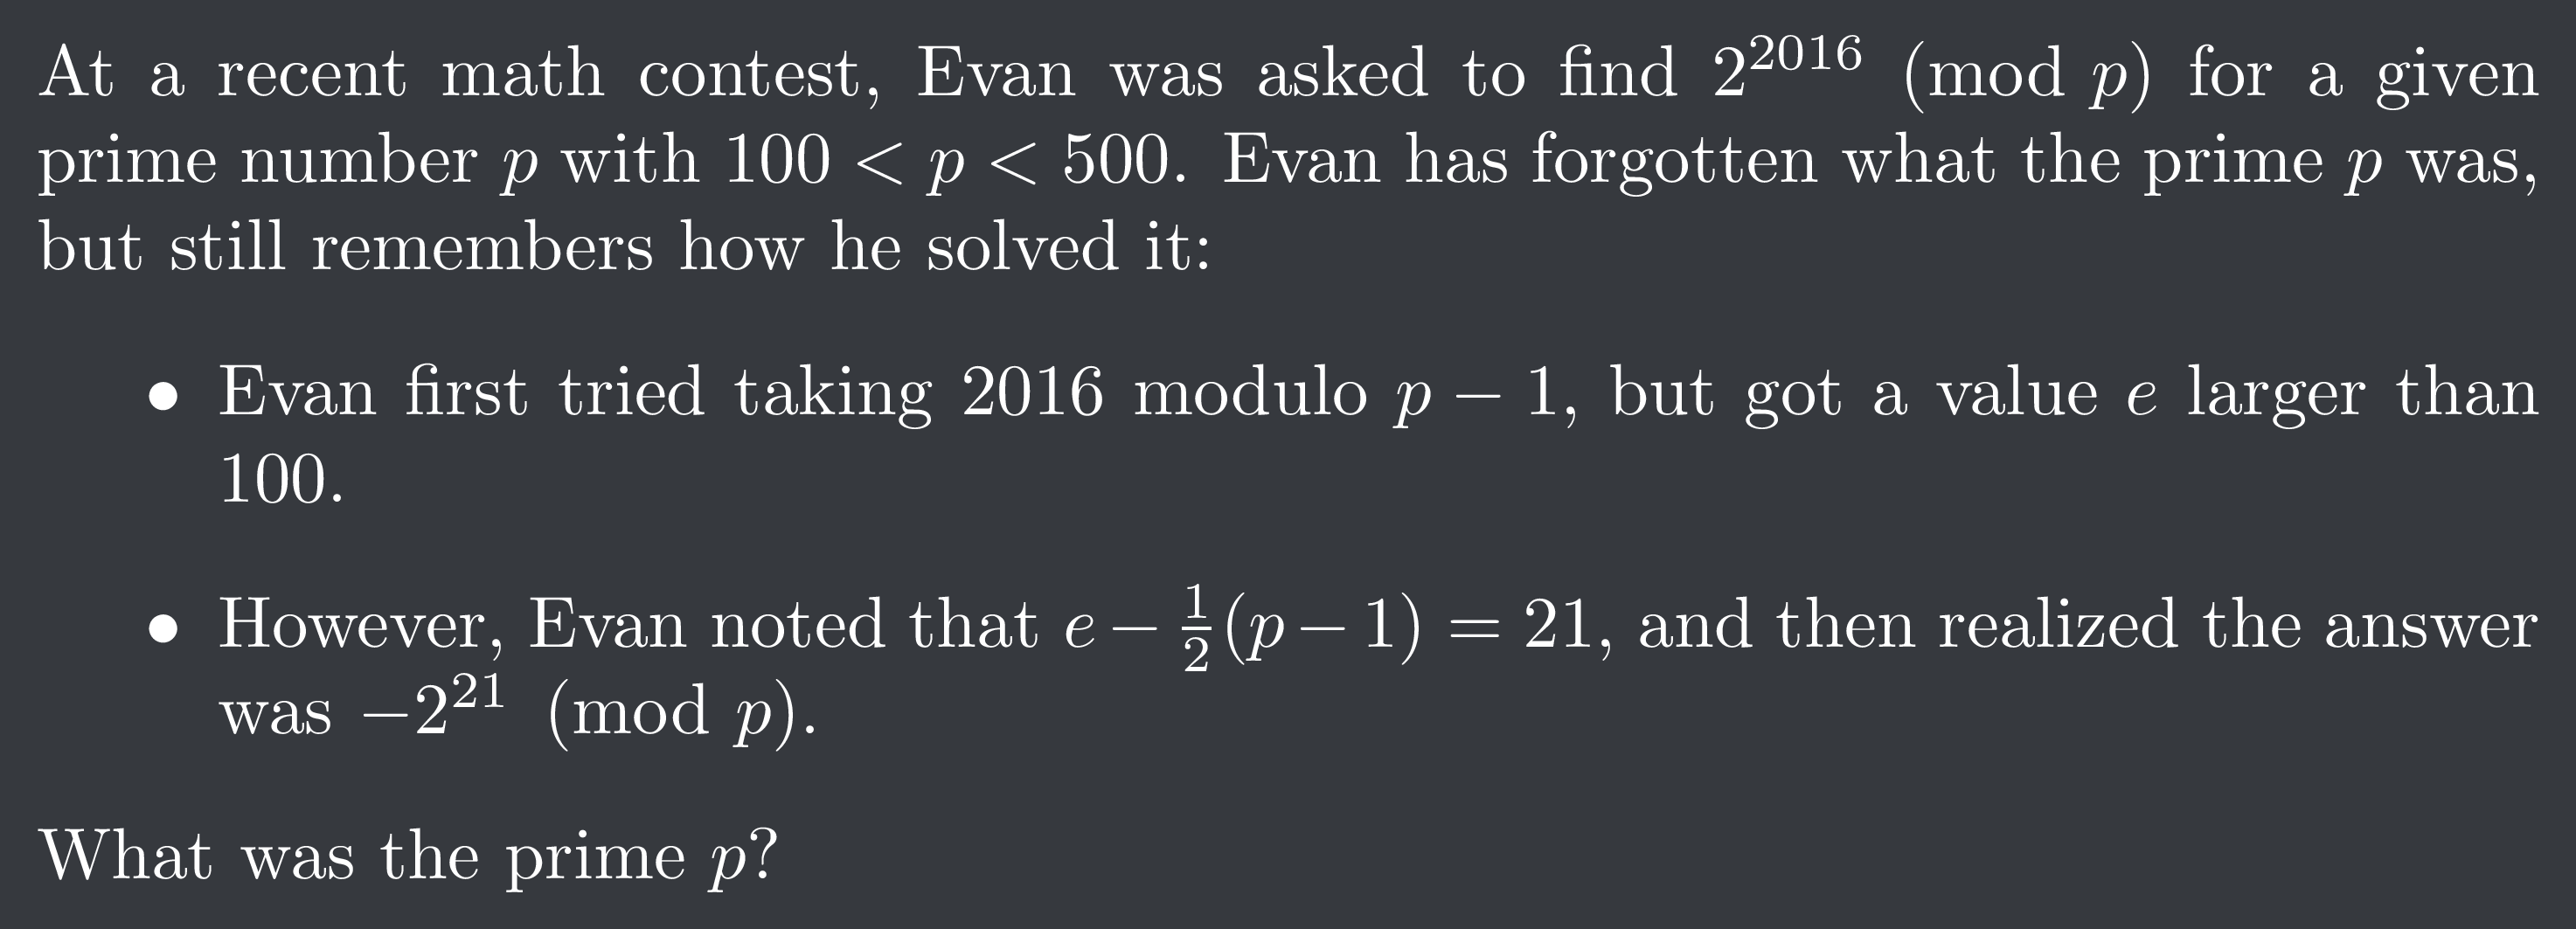 At a recent math contest, Evan was asked to find $2^{2016}$ (mod $p$) for a given
prime number $p$ with $100 < p < 500$. Evan has forgotten what the prime $p$ was,
but still remembers how he solved it:
• Evan first tried taking 2016 modulo $p - 1$, but got a value $e$ larger than
100.
• However, Evan noted that $e - \frac{1}{2}(p - 1) = 21$, and then realized the answer
was $-2^{21}$ (mod $p$).
What was the prime $p$?